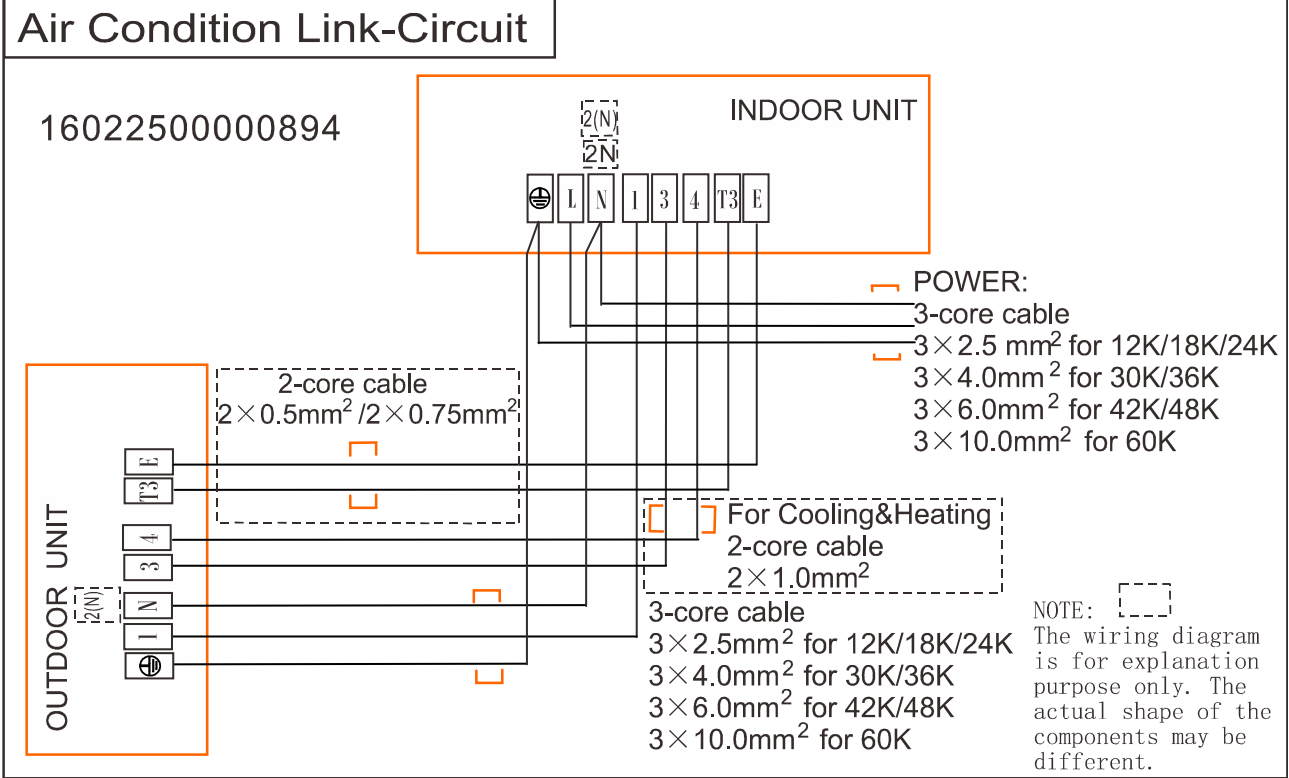 Air Condition Link-Circuit
16022500000894
INDOOR UNIT
2(N)
2N
L N 1 3 4 T3 E
POWER:
3-core cable
3×2.5 mm² for 12K/18K/24K
3×4.0mm² for 30K/36K
3×6.0mm² for 42K/48K
3×10.0mm² for 60K
2-core cable
2×0.5mm² /2×0.75mm²
OUTDOOR UNIT
E
T3
4
3
2(N)
N
1
For Cooling&Heating
2-core cable
2×1.0mm²
3-core cable
3×2.5mm² for 12K/18K/24K
3×4.0mm² for 30K/36K
3×6.0mm² for 42K/48K
3×10.0mm² for 60K
NOTE:
The wiring diagram
is for explanation
purpose only. The
actual shape of the
components may be
different.